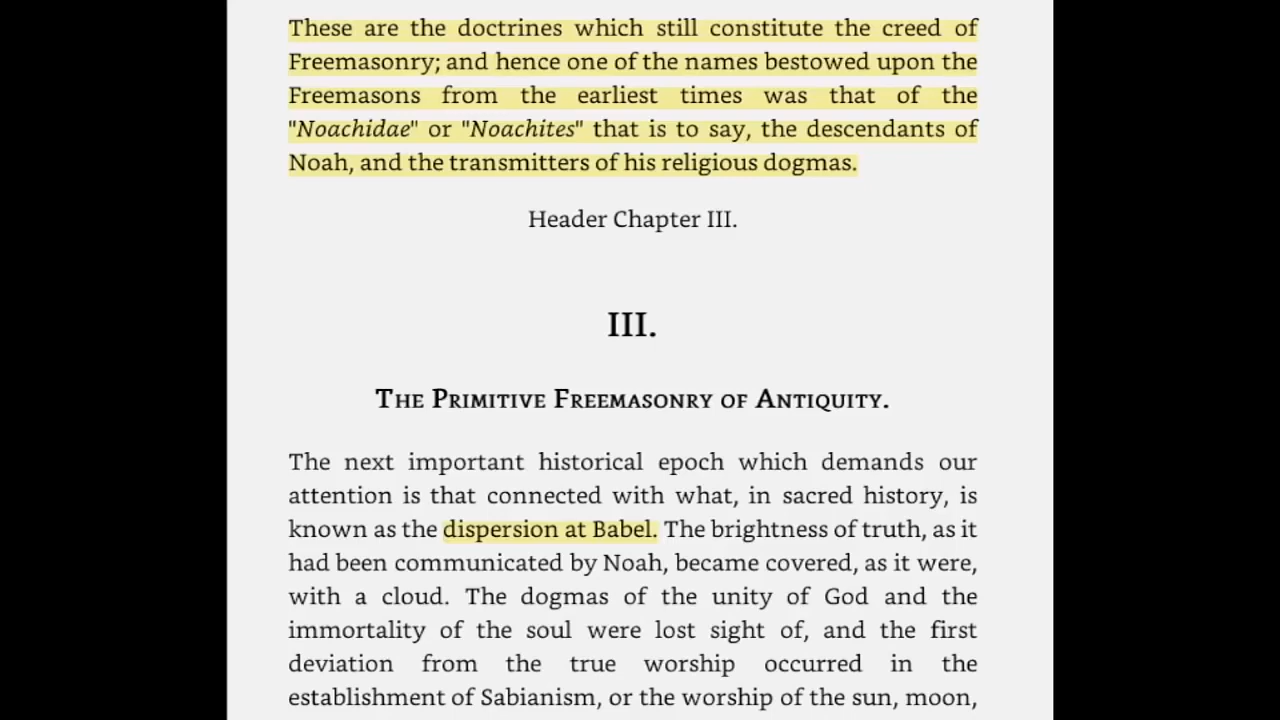 These are the doctrines which still constitute the creed of
Freemasonry; and hence one of the names bestowed upon the
Freemasons from the earliest times was that of the
"Noachidae" or "Noachites" that is to say, the descendants of
Noah, and the transmitters of his religious dogmas.
Header Chapter III.
III.
The Primitive Freemasonry of Antiquity.
The next important historical epoch which demands our
attention is that connected with what, in sacred history, is
known as the dispersion at Babel. The brightness of truth, as it
had been communicated by Noah, became covered, as it were,
with a cloud. The dogmas of the unity of God and the
immortality of the soul were lost sight of, and the first
deviation from the true worship occurred in the
establishment of Sabianism, or the worship of the sun, moon,